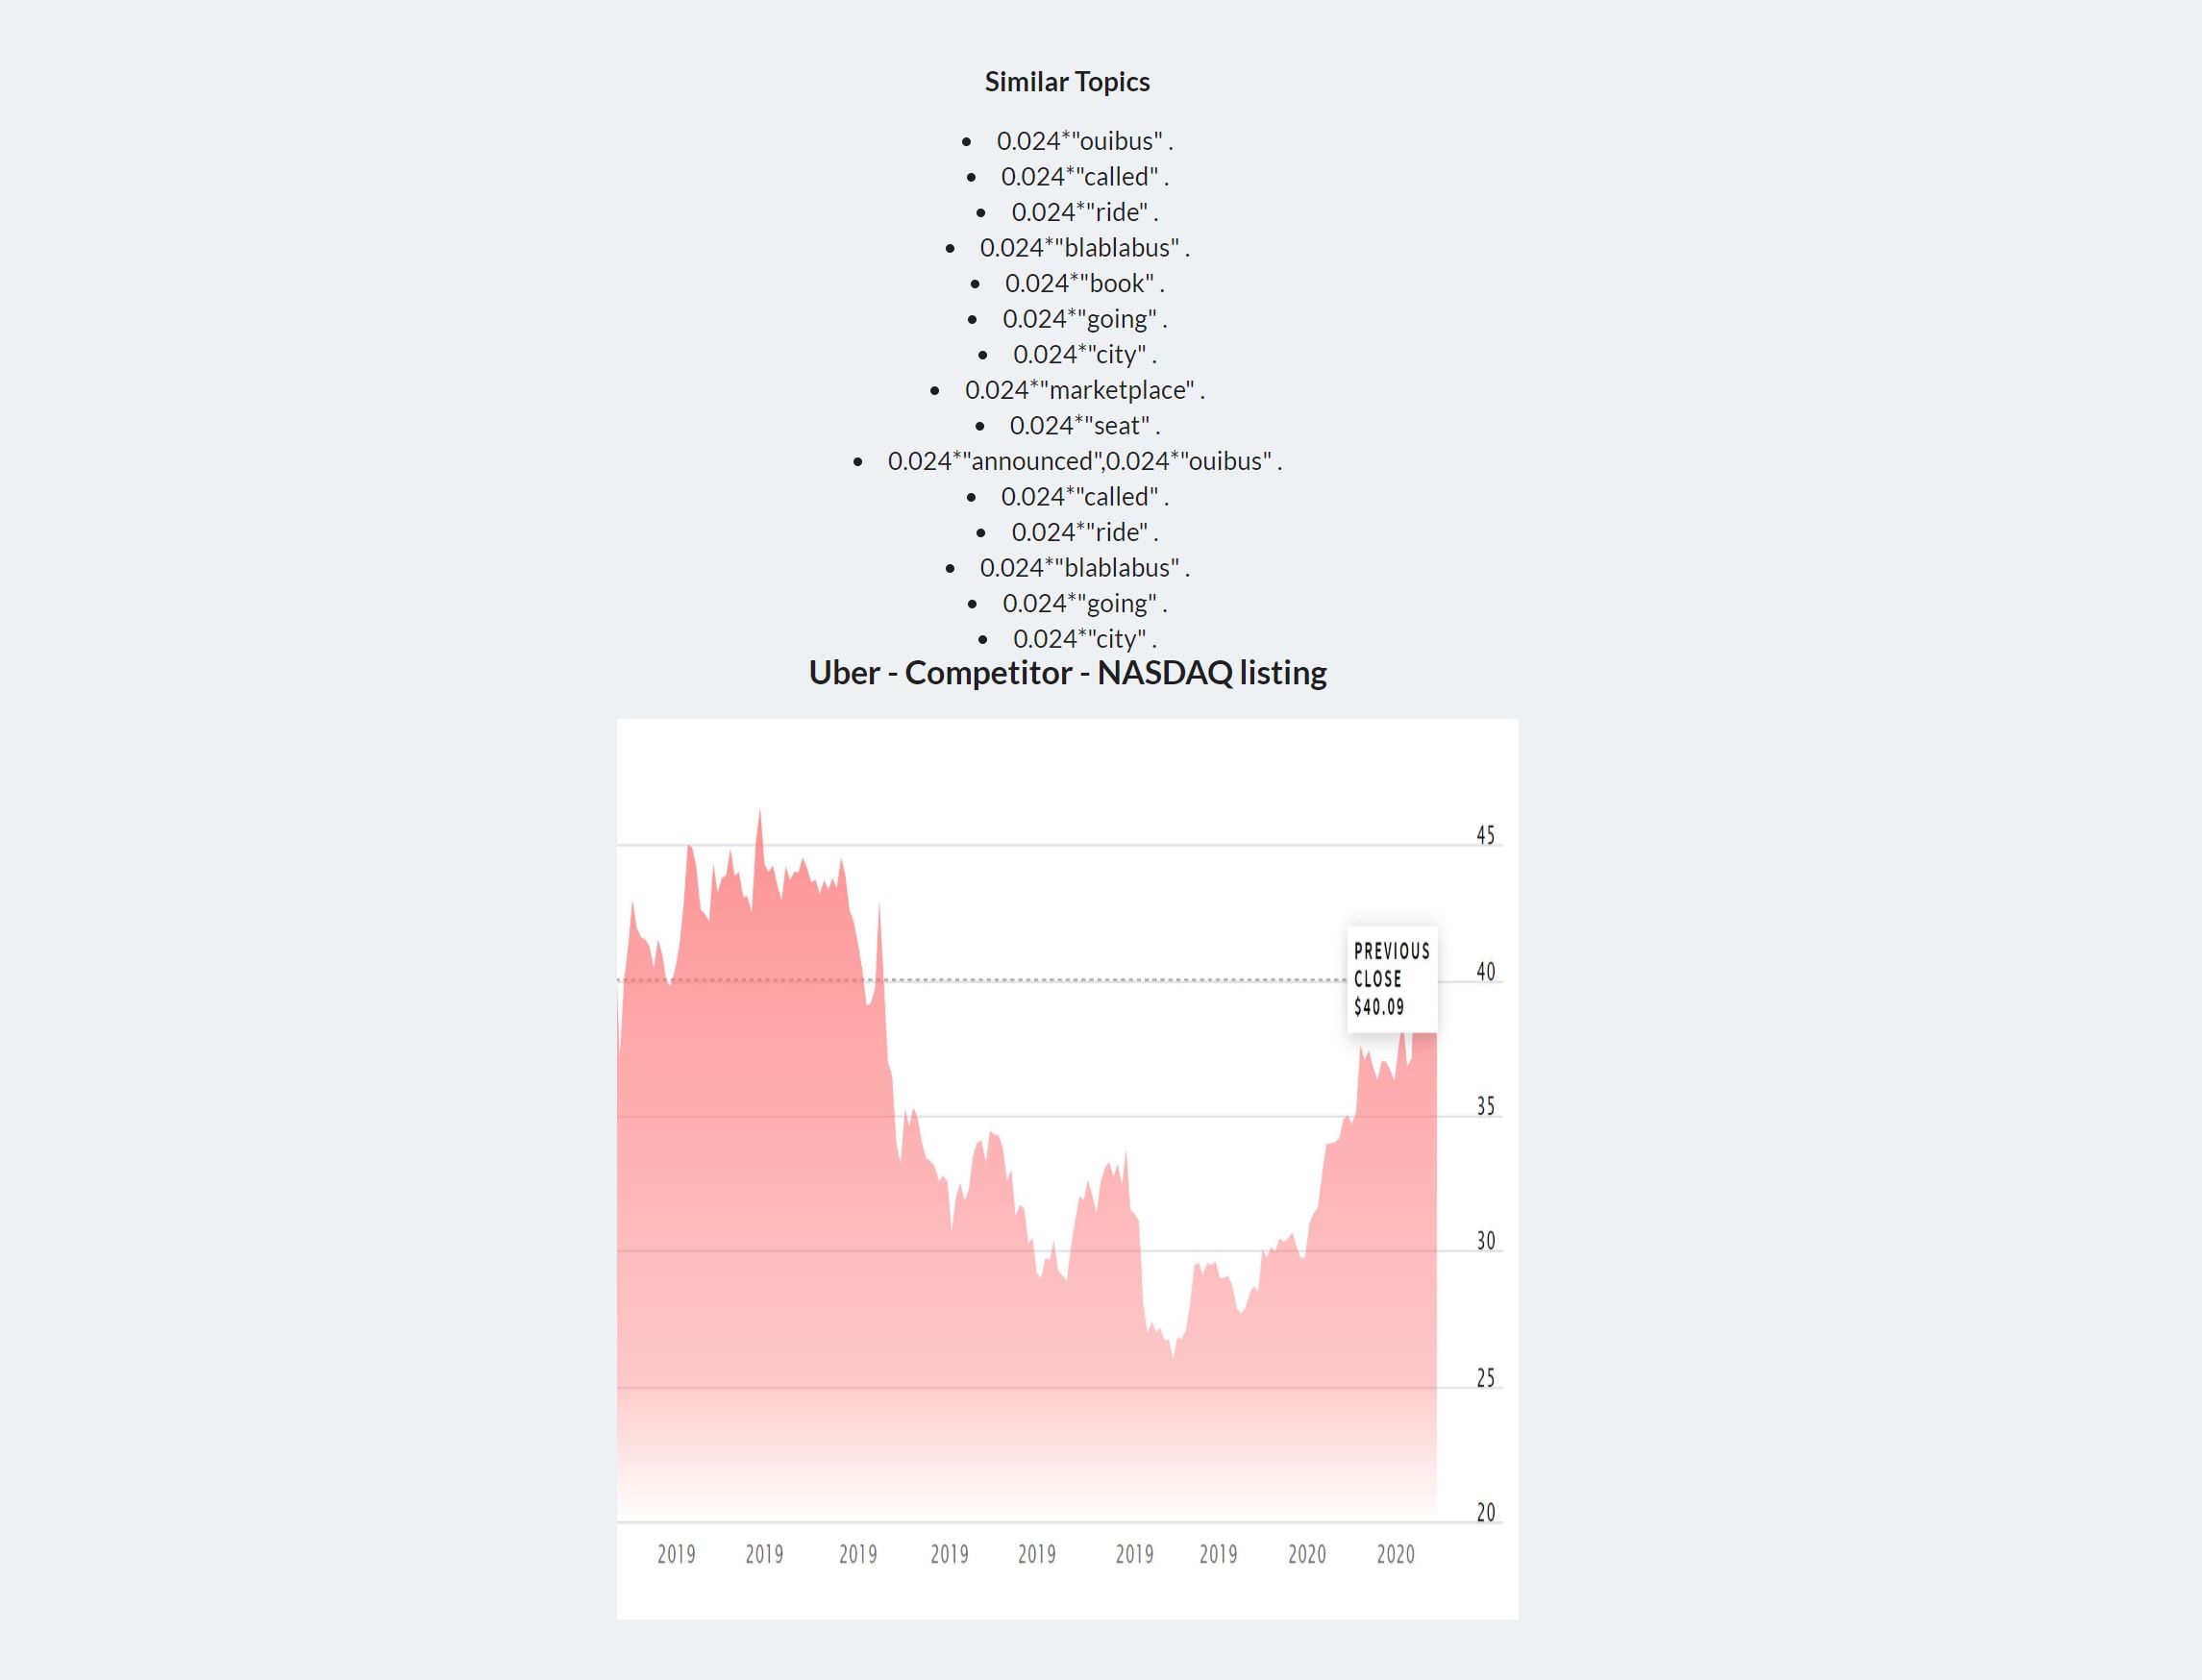 Similar Topics
• 0.024*"ouibus" .
• 0.024*"called" .
• 0.024*"ride" .
• 0.024*"blablabus" .
• 0.024*"book" .
• 0.024*"going" .
• 0.024*"city" .
• 0.024*"marketplace" .
• 0.024*"seat" .
• 0.024*"announced",0.024*"ouibus" .
• 0.024*"called" .
• 0.024*"ride" .
• 0.024*"blablabus" .
• 0.024*"going" .
• 0.024*"city" .
Uber - Competitor - NASDAQ listing
45
PREVIOUS
CLOSE
$40.09
40
35
30
25
20
2019 2019 2019 2019 2019 2019 2019 2020 2020